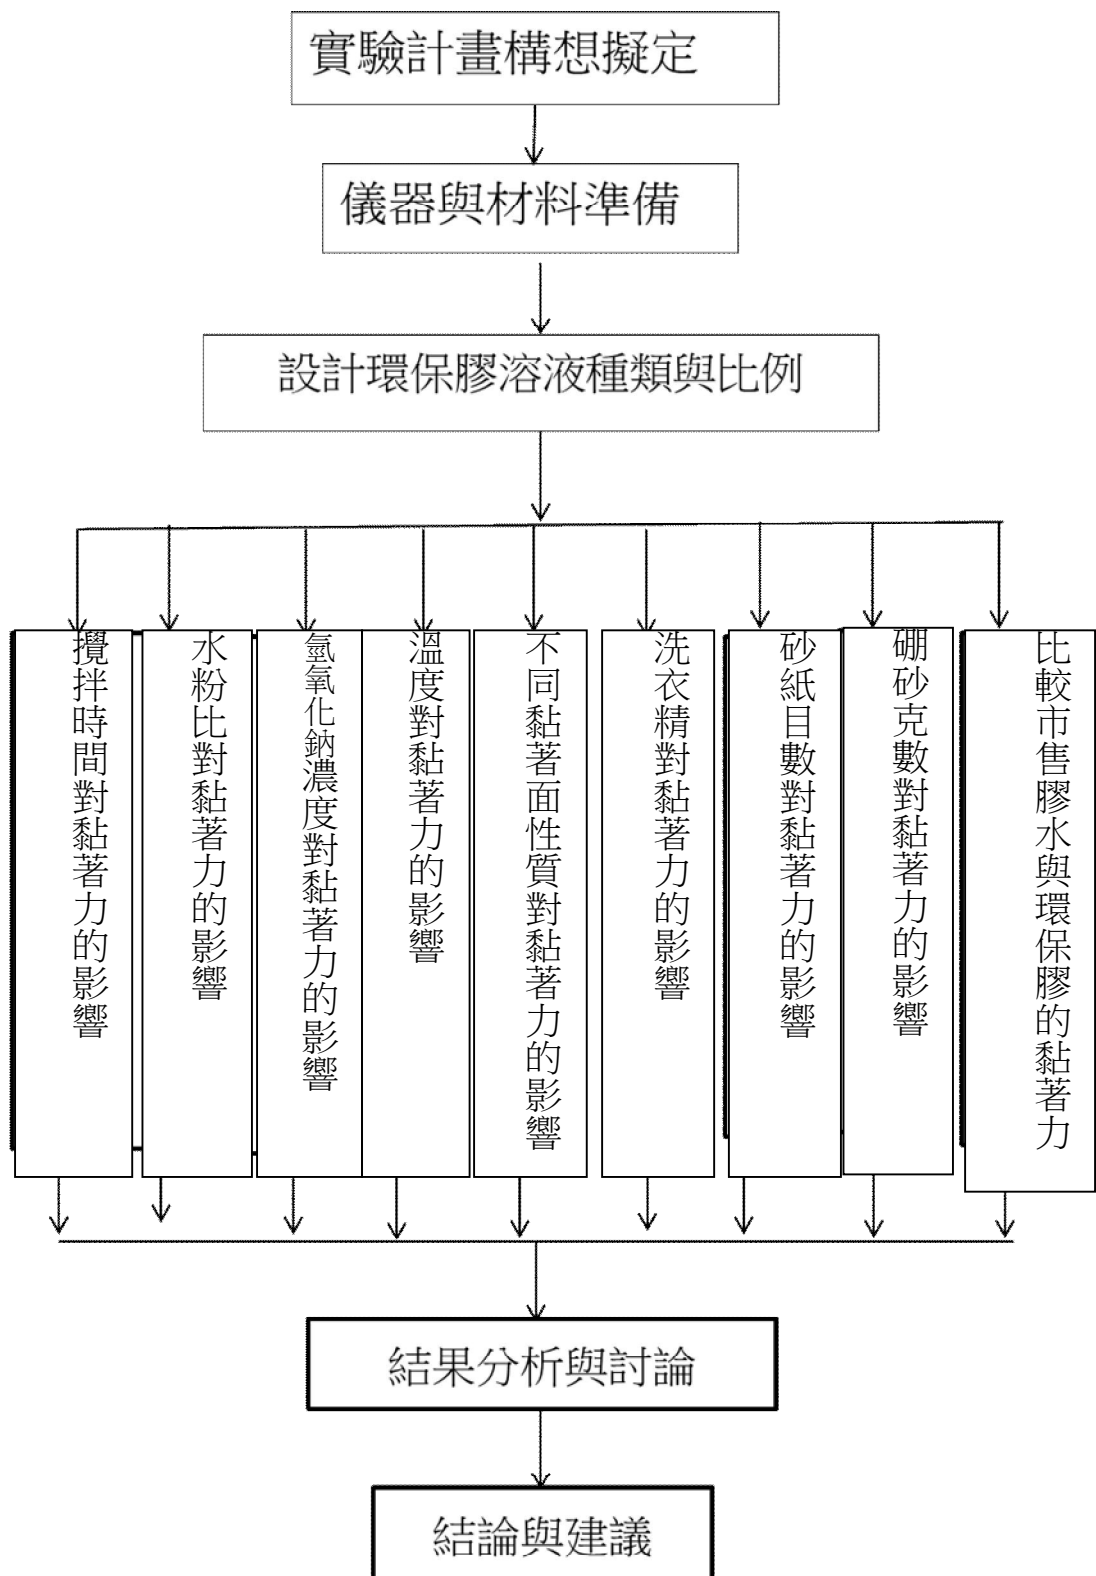 實驗計畫構想擬定
儀器與材料準備
設計環保膠溶液種類與比例
攪拌時間對黏著力的影響
水粉比對黏著力的影響
氫氧化鈉濃度對黏著力的影響
溫度對黏著力的影響
不同黏著面性質對黏著力的影響
洗衣精對黏著力的影響
砂紙目數對黏著力的影響
硼砂克數對黏著力的影響
比較市售膠水與環保膠的黏著力
結果分析與討論
結論與建議